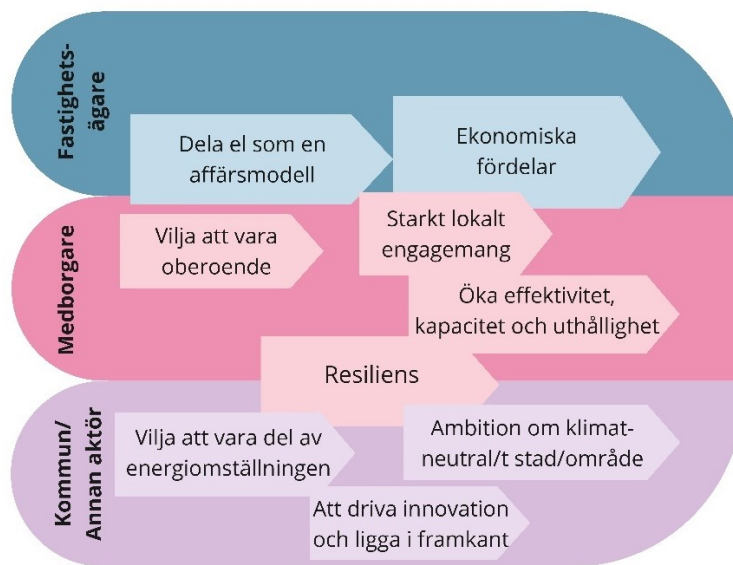 Fastighets-
ägare
Dela el som en
affärsmodell
Ekonomiska
fördelar
Medborgare
Vilja att vara
oberoende
Starkt lokalt
engagemang
Öka effektivitet,
kapacitet och uthållighet
Resiliens
Kommun/
Annan aktör
Vilja att vara del av
energiomställningen
Ambition om klimat-
neutral/t stad/område
Att driva innovation
och ligga i framkant